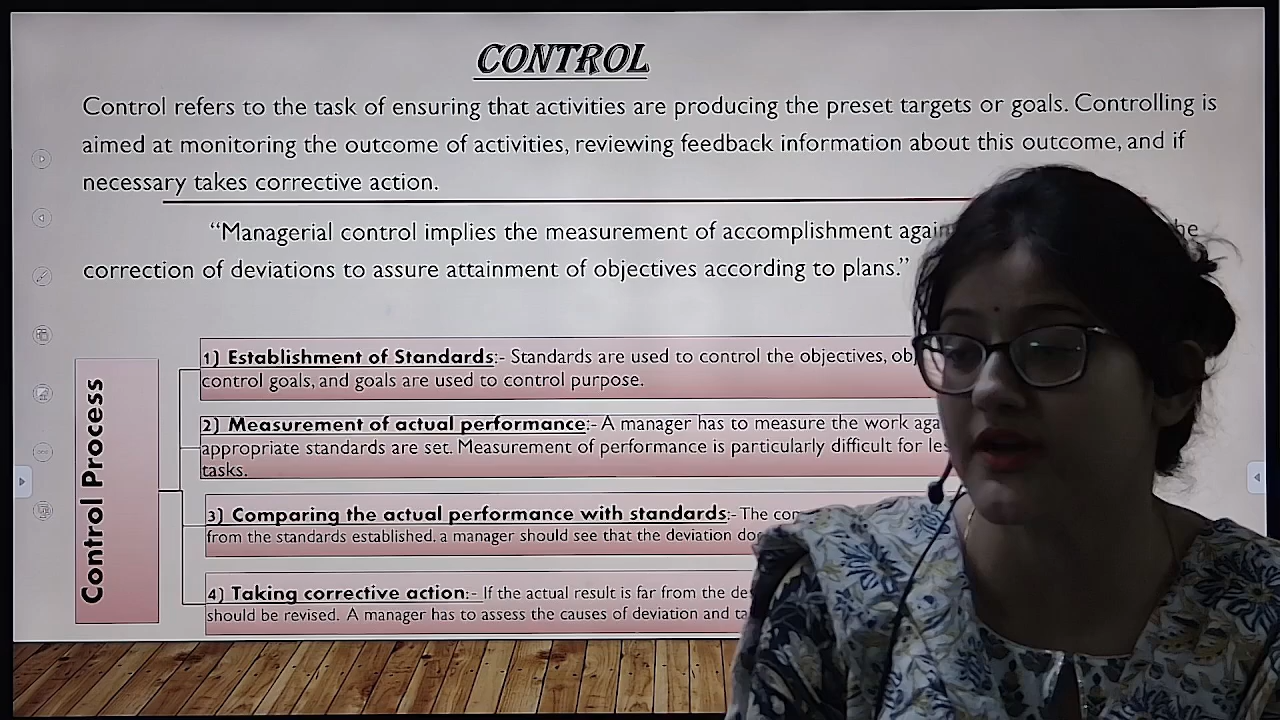 CONTROL
Control refers to the task of ensuring that activities are producing the preset targets or goals. Controlling is
aimed at monitoring the outcome of activities, reviewing feedback information about this outcome, and if
necessary takes corrective action.
“Managerial control implies the measurement of accomplishment
correction of deviations to assure attainment of objectives according to plans.”
Control Process
1) Establishment of Standards:- Standards are used to control the objectives,
control goals, and goals are used to control purpose.
2) Measurement of actual performance:- A manager has to measure the work
appropriate standards are set. Measurement of performance is particularly difficult for
tasks.
3) Comparing the actual performance with standards:- The
from the standards established. a manager should see that the deviation
4) Taking corrective action:- If the actual result is far from the
should be revised. A manager has to assess the causes of deviation and